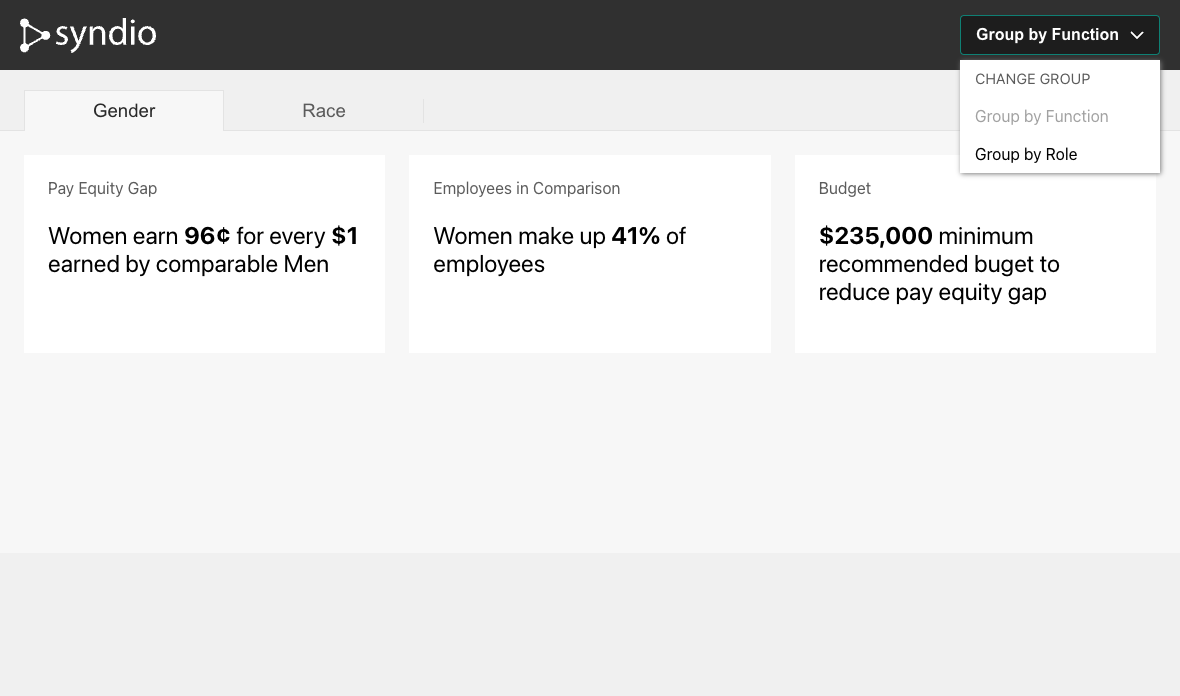 syndio
Group by Function
CHANGE GROUP
Group by Function
Group by Role
Gender
Race
Pay Equity Gap
Women earn 96¢ for every $1
earned by comparable Men
Employees in Comparison
Women make up 41% of
employees
Budget
$235,000 minimum
recommended buget to
reduce pay equity gap